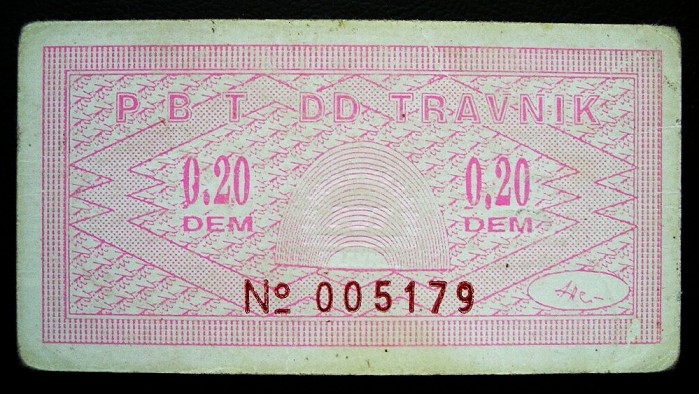 P B T DD TRAVNIK
0.20 0.20
DEM DEM
Nº 005179